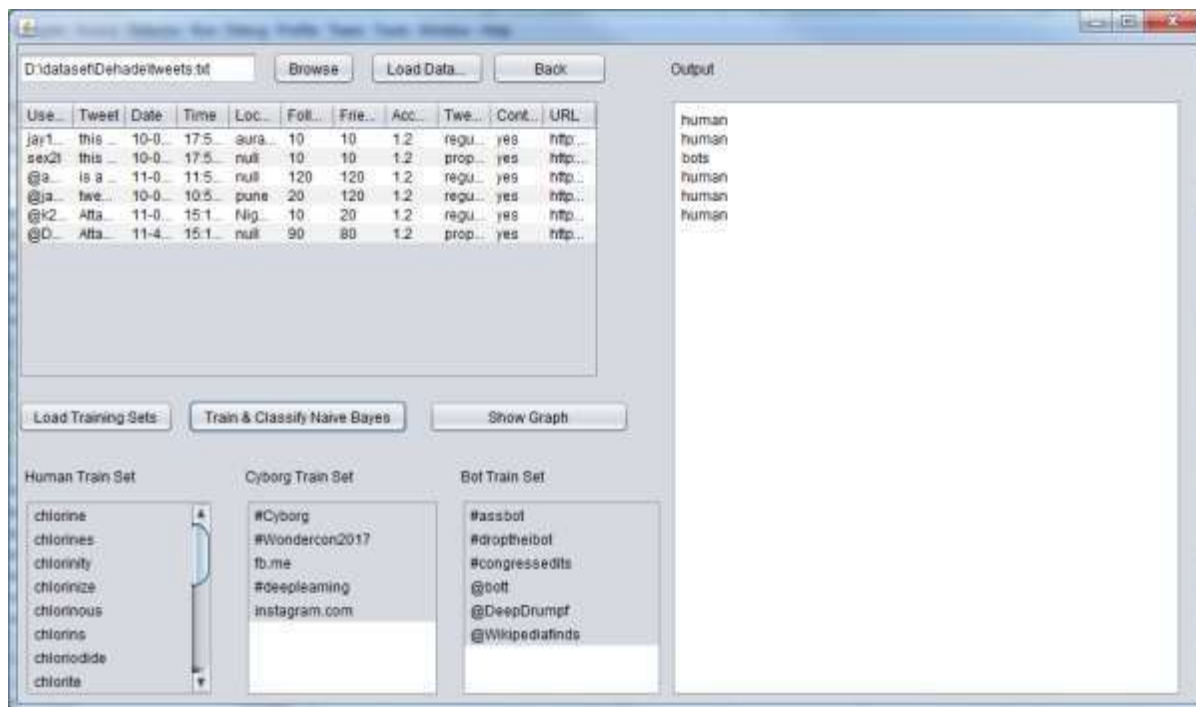 D:\dataset\Dehade\tweets.txt Browse Load Data... Back Output
Use... Tweet Date Time Loc... Foll... Frie... Acc... Twe... Cont... URL
jay1... this ... 10-0... 17:5... aura... 10 10 1.2 regu... yes http:...
sex2t this ... 10-0... 17:5... null 10 10 1.2 prop... yes http:...
@a... is a ... 11-0... 11:5... null 120 120 1.2 regu... yes http...
@ja... twe... 10-0... 10:5... pune 20 120 1.2 regu... yes http...
@k2... Atta... 11-0... 15:1... Nig... 10 20 1.2 regu... yes http...
@D... Atta... 11-4... 15:1... null 90 80 1.2 prop... yes http...
human
human
bots
human
human
human
Load Training Sets Train & Classify Naive Bayes Show Graph
Human Train Set
chlorine
chlorines
chlorinity
chlorinize
chlorinous
chlorins
chloriodide
chlorite
Cyborg Train Set
#Cyborg
#Wondercon2017
fb.me
#deeplearning
instagram.com
Bot Train Set
#assbot
#dropthebot
#congressedits
@bott
@DeepDrumpf
@Wikipediafinds